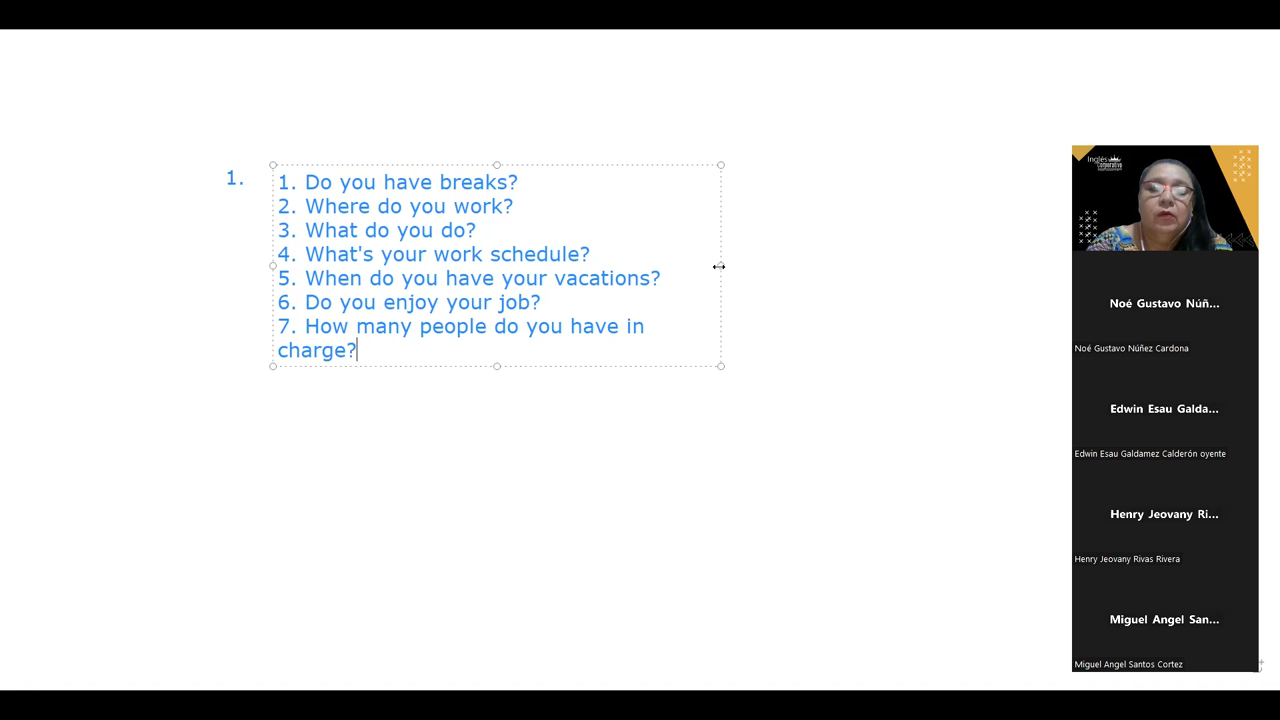 1.
1. Do you have breaks?
2. Where do you work?
3. What do you do?
4. What's your work schedule?
5. When do you have your vacations?
6. Do you enjoy your job?
7. How many people do you have in
charge?
Inglés
Corporativo
Noé Gustavo Núñ...
Noé Gustavo Núñez Cardona
Edwin Esau Galda...
Edwin Esau Galdamez Calderón oyente
Henry Jeovany Ri...
Henry Jeovany Rivas Rivera
Miguel Angel San...
Miguel Angel Santos Cortez